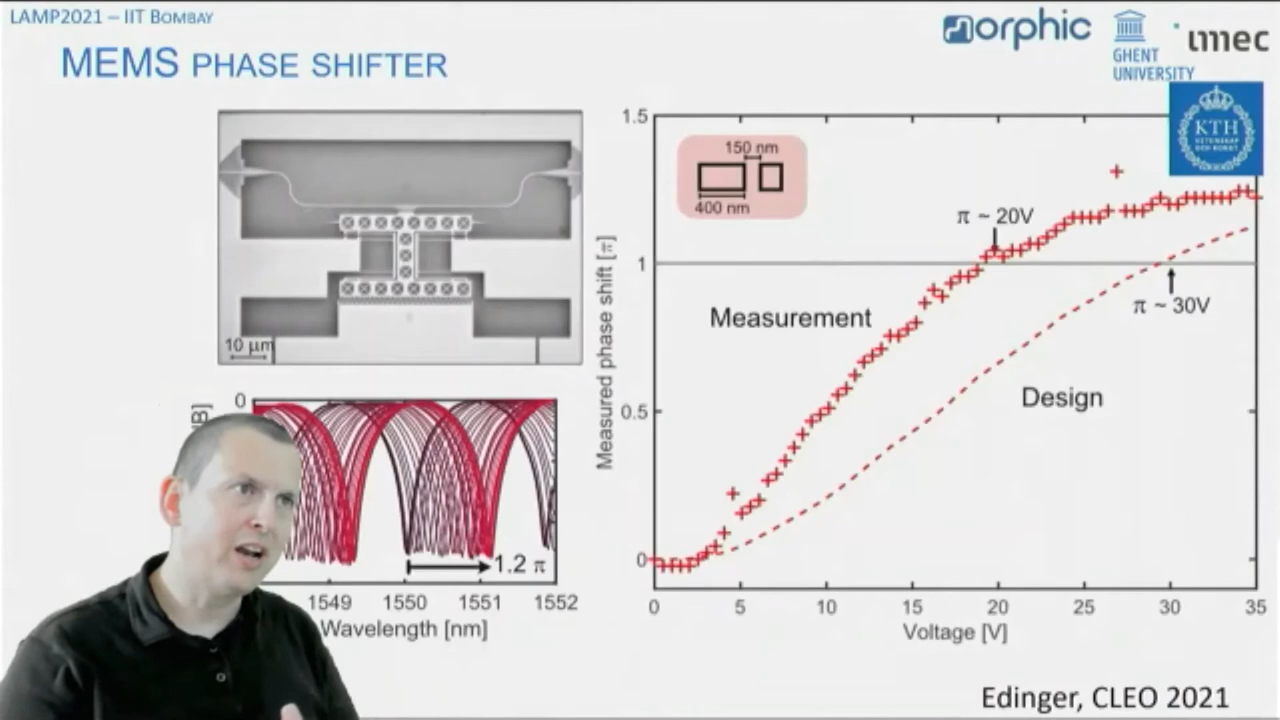 LAMP2021 – IIT BOMBAY
MEMS PHASE SHIFTER
morphic
GHENT
UNIVERSITY
imec
KTH
10 µm
0
1.2 π
1549 1550 1551 1552
Wavelength [nm]
Measured phase shift [π]
1.5
1
0.5
0
150 nm
400 nm
π ~ 20V
π ~ 30V
Measurement
Design
0 5 10 15 20 25 30 35
Voltage [V]
Edinger, CLEO 2021